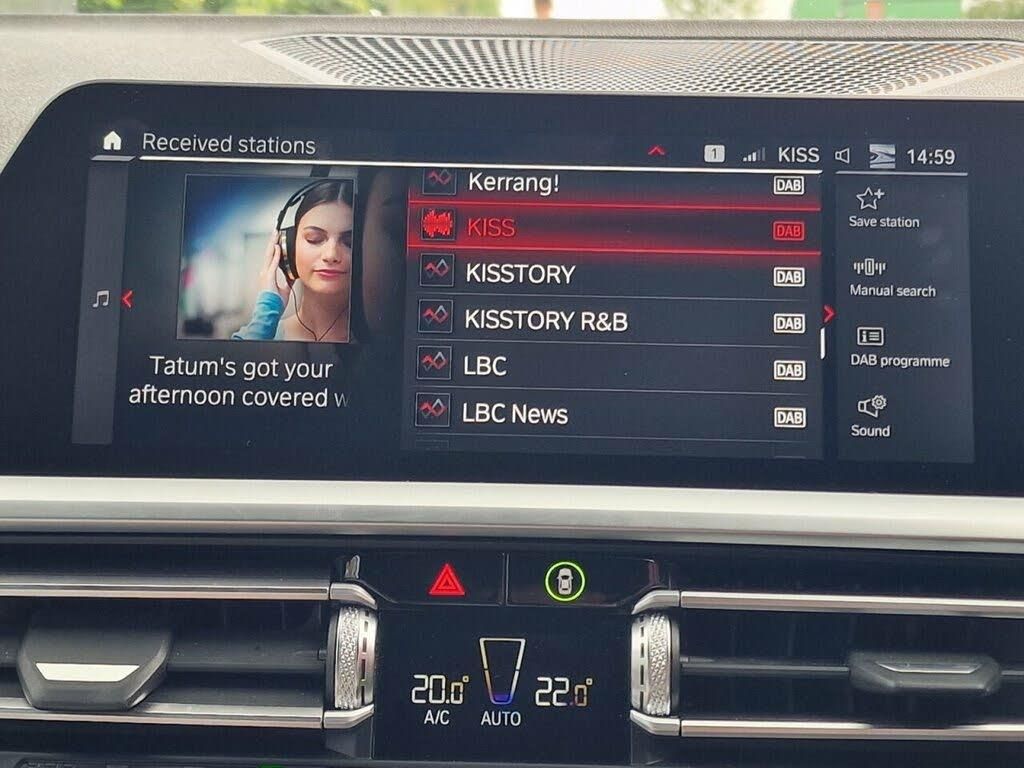 Received stations
1 KISS 14:59
Kerrang! DAB
KISS DAB
KISSTORY DAB
KISSTORY R&B DAB
LBC DAB
LBC News DAB
Tatum's got your
afternoon covered
Save station
Manual search
DAB programme
Sound
20.0° 22.0°
A/C AUTO